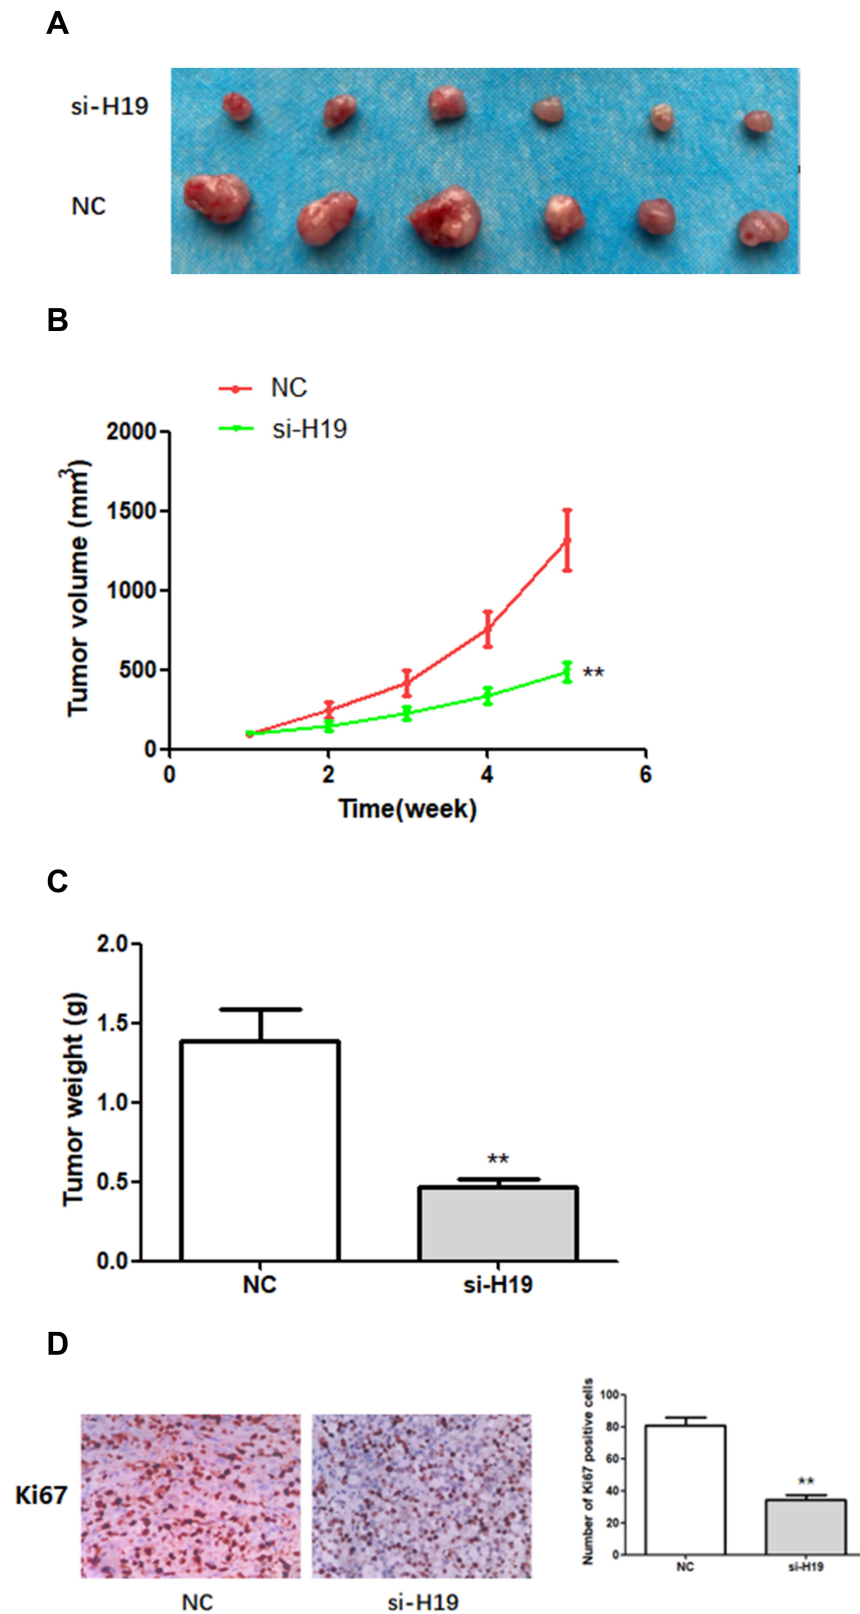 A
si-H19
NC
B
NC
si-H19
2000
1500
1000
500
0
Tumor volume (mm³)
**
0 2 4 6
Time(week)
C
2.0
1.5
1.0
0.5
0.0
Tumor weight (g)
**
NC si-H19
D
Ki67
NC si-H19
Number of Ki67 positive cells
100
80
60
40
20
0
**
NC si-H19